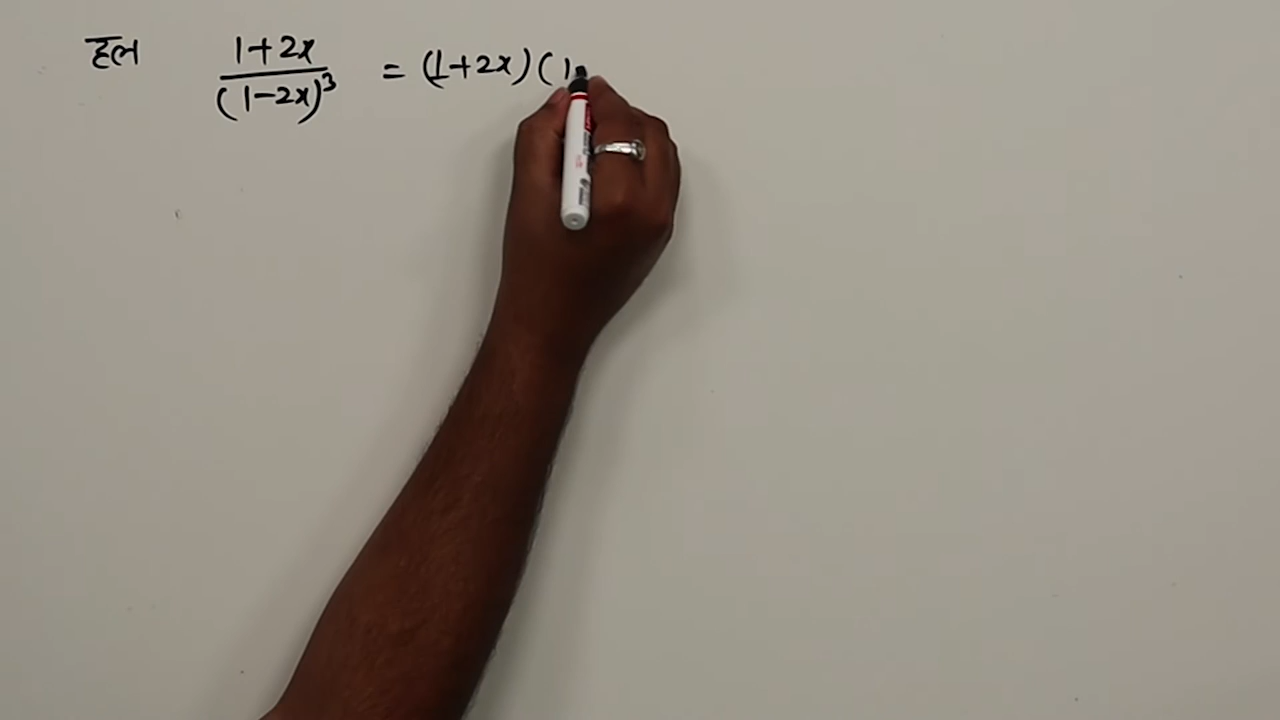 हल 1+2x/(1-2x)³ = (1+2x)(1